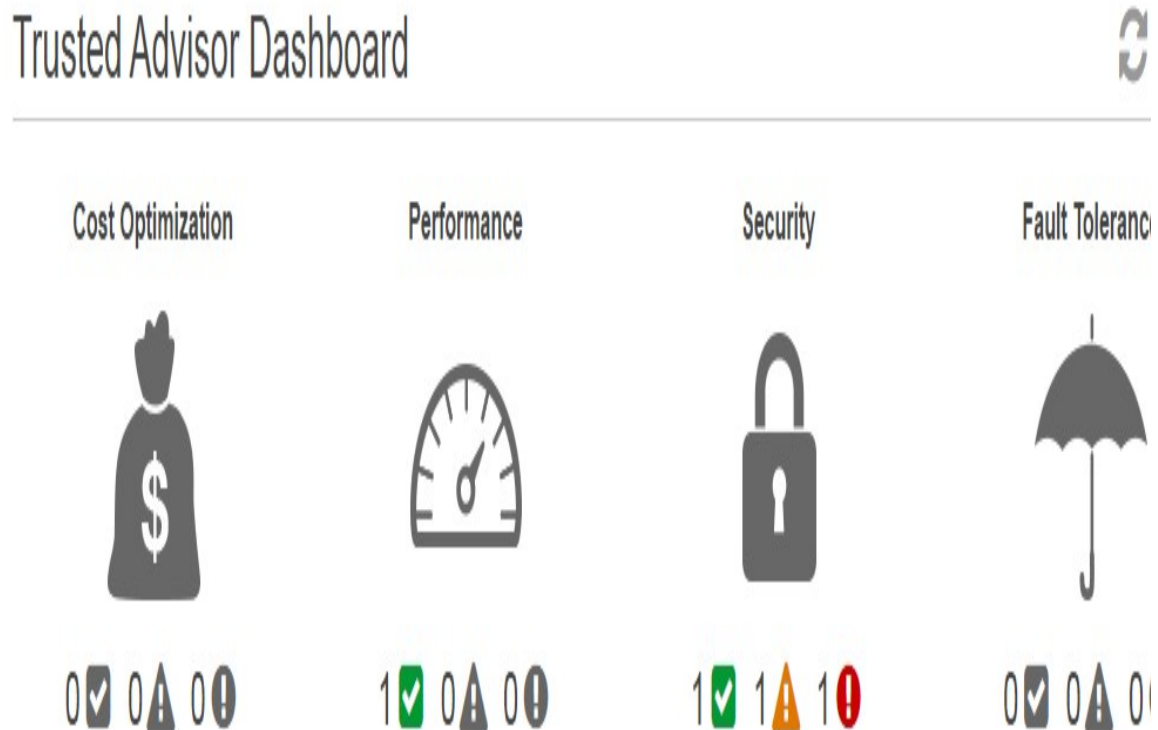 Trusted Advisor Dashboard
Cost Optimization Performance Security Fault Tolerance
$
0 0 0 1 0 0 1 1 1 0 0 0